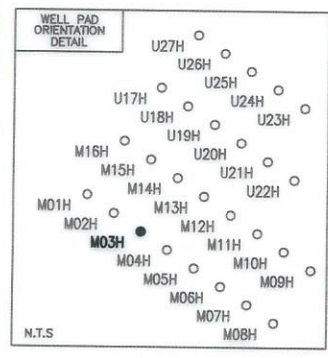 WELL PAD
ORIENTATION
DETAIL
U27H
U26H
U25H
U24H
U23H
U17H
U18H
U19H
U20H
U21H
U22H
M16H
M15H
M14H
M13H
M12H
M11H
M10H
M09H
M01H
M02H
M03H
M04H
M05H
M06H
M07H
M08H
N.T.S